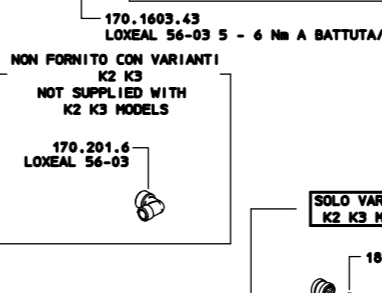 170.1603.43
LOXEAL 56-03 5 - 6 Nm A BATTUTA/
NON FORNITO CON VARIANTI
K2 K3
NOT SUPPLIED WITH
K2 K3 MODELS
170.201.6
LOXEAL 56-03
SOLO VAR
K2 K3 M
18